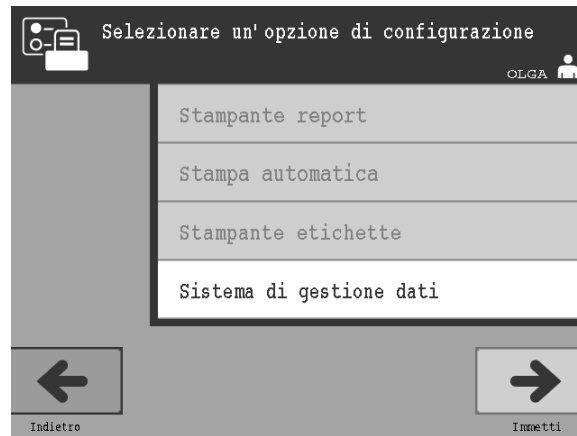 Selezionare un'opzione di configurazione
OLGA
Stampante report
Stampa automatica
Stampante etichette
Sistema di gestione dati
Indietro
Immetti